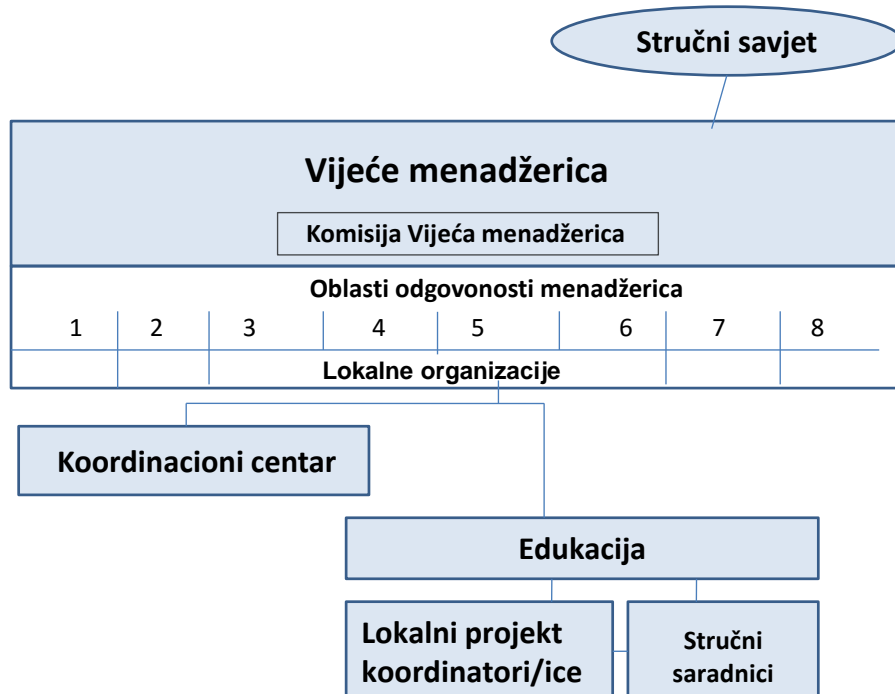 Stručni savjet
Vijeće menadžerica
Komisija Vijeća menadžerica
Oblasti odgovonosti menadžerica
1 2 3 4 5 6 7 8
Lokalne organizacije
Koordinacioni centar
Edukacija
Lokalni projekt
koordinatori/ice
Stručni
saradnici